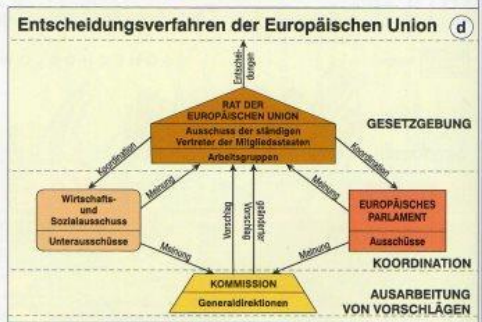 Entscheidungsverfahren der Europäischen Union
d
Entschei-
dungen
RAT DER
EUROPÄISCHEN UNION
Ausschuss der ständigen
Vertreter der Mitgliedsstaaten
Arbeitsgruppen
GESETZGEBUNG
Koordination
Koordination
Meinung
Meinung
Wirtschafts-
und
Sozialausschuss
Unterausschüsse
Vorschlag
geänderter
Vorschlag
EUROPÄISCHES
PARLAMENT
Ausschüsse
Meinung
Meinung
KOORDINATION
KOMMISSION
Generaldirektionen
AUSARBEITUNG
VON VORSCHLÄGEN